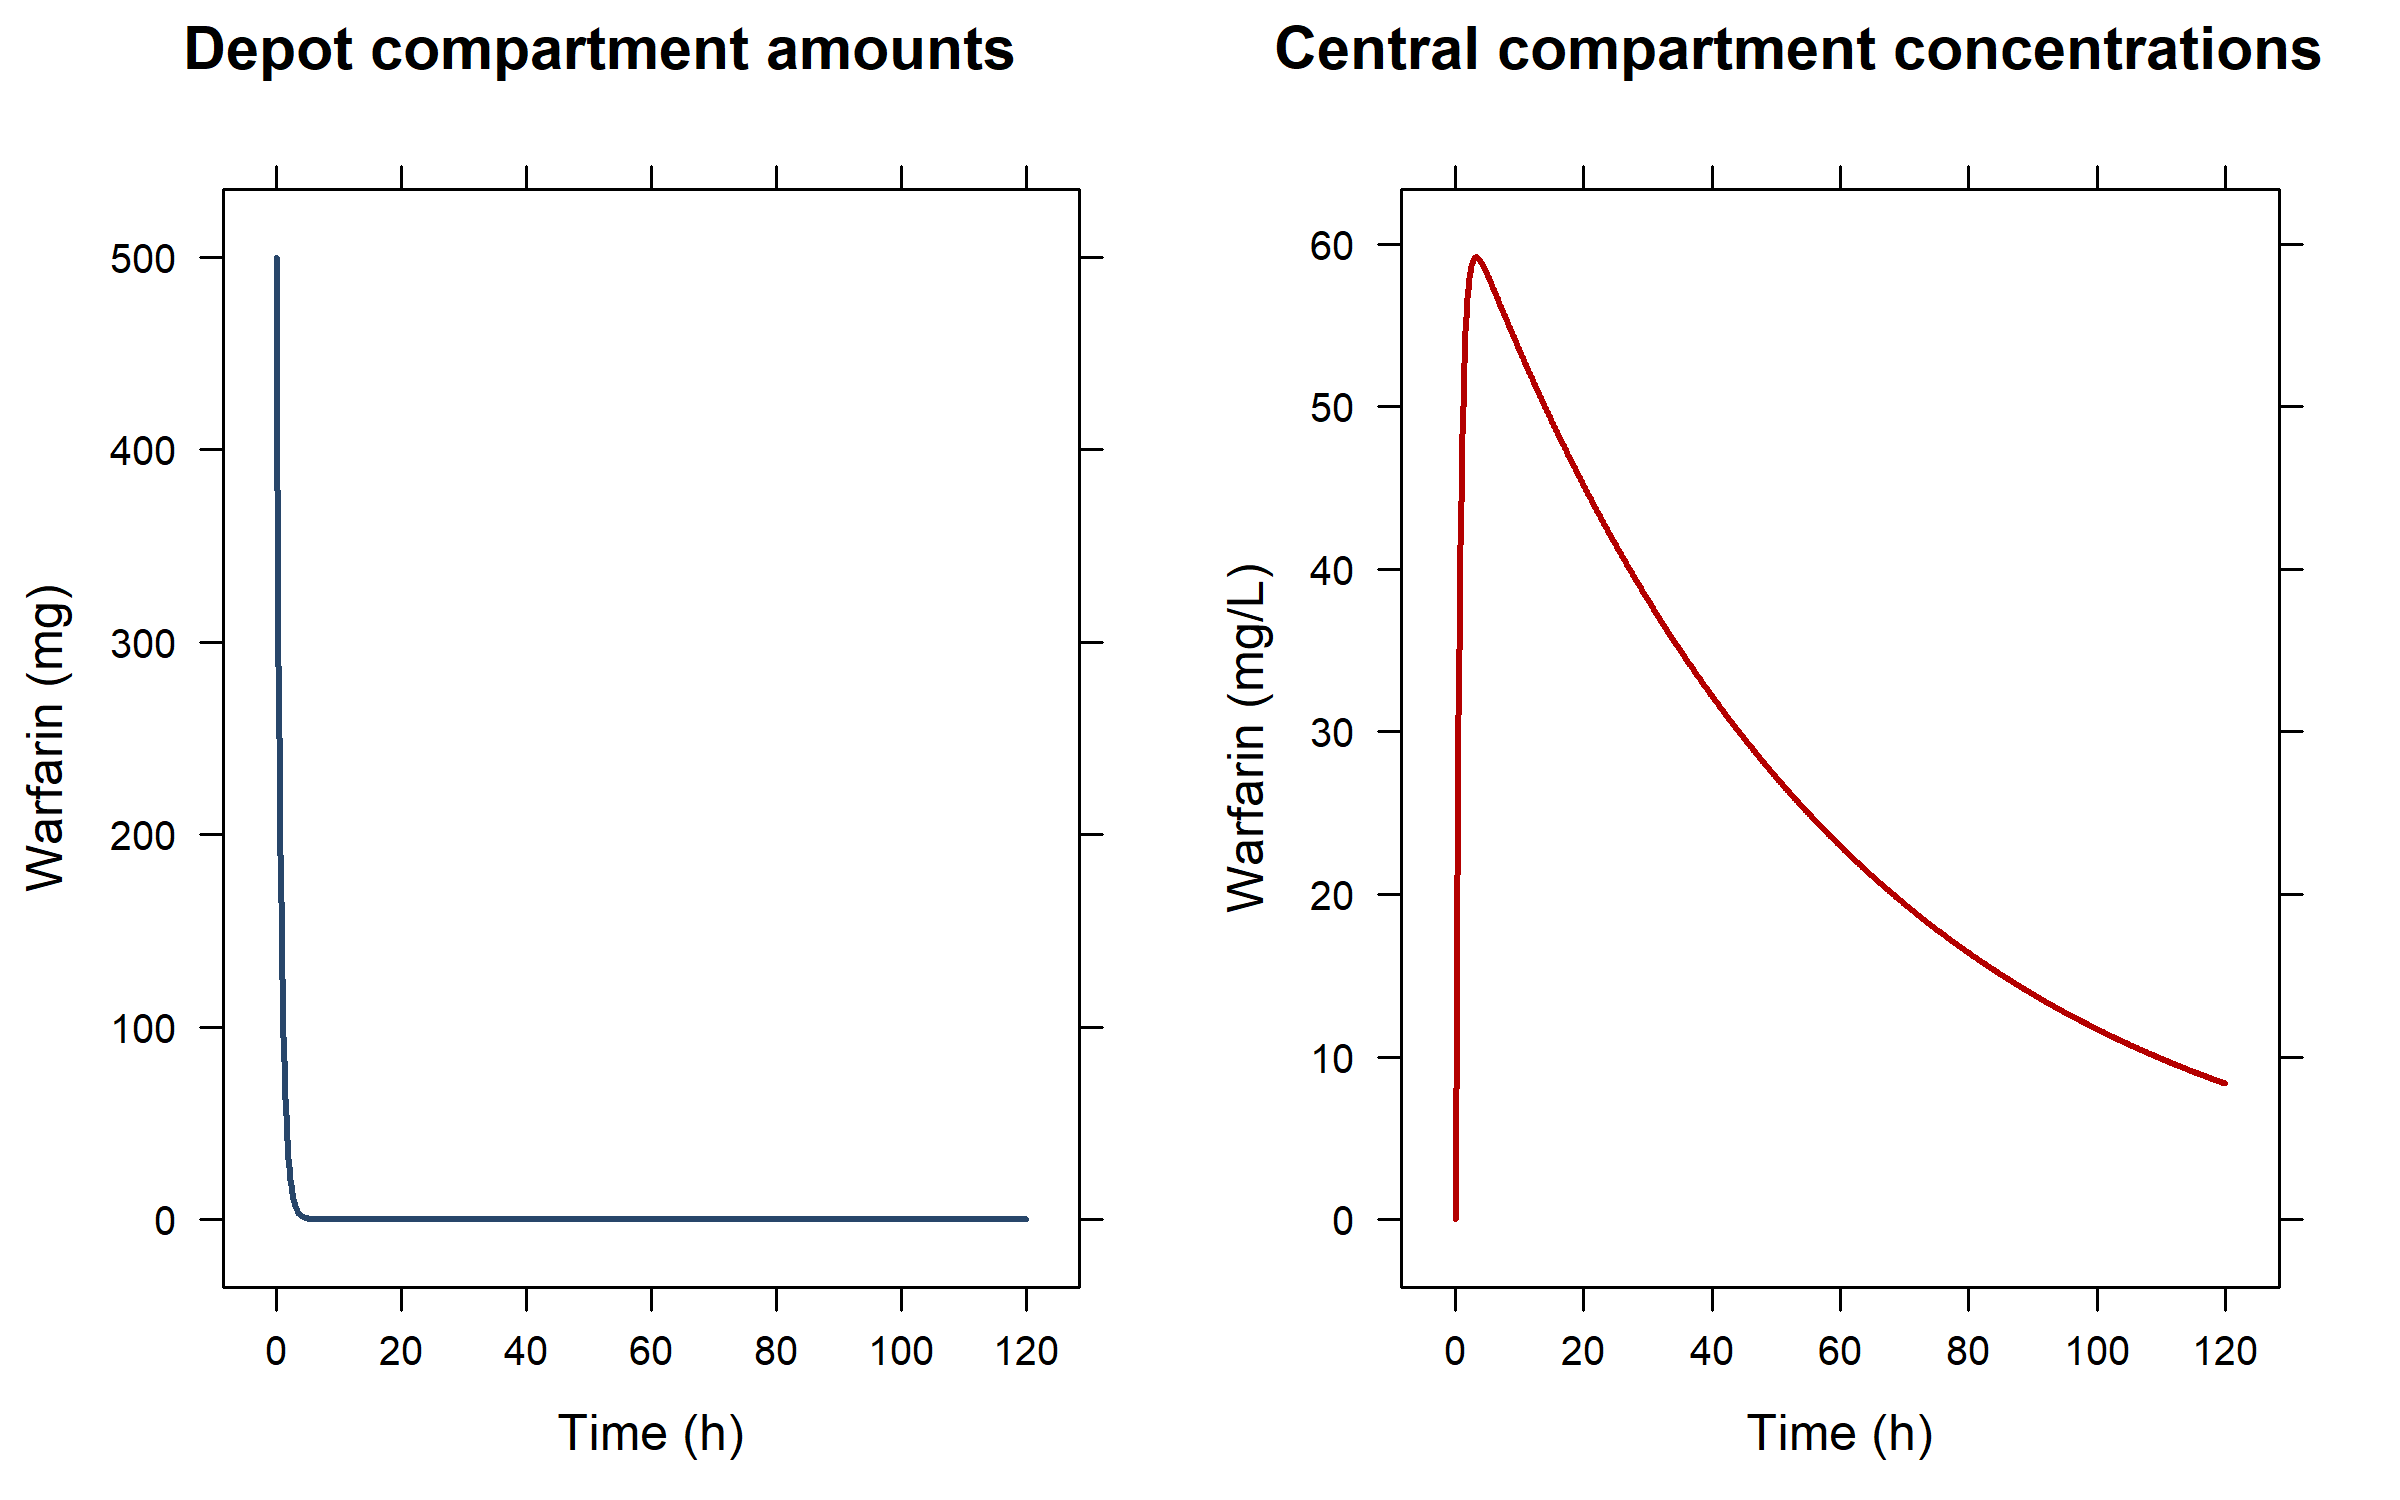 Depot compartment amounts
Warfarin (mg)
500
400
300
200
100
0
0 20 40 60 80 100 120
Time (h)
Central compartment concentrations
Warfarin (mg/L)
60
50
40
30
20
10
0
0 20 40 60 80 100 120
Time (h)